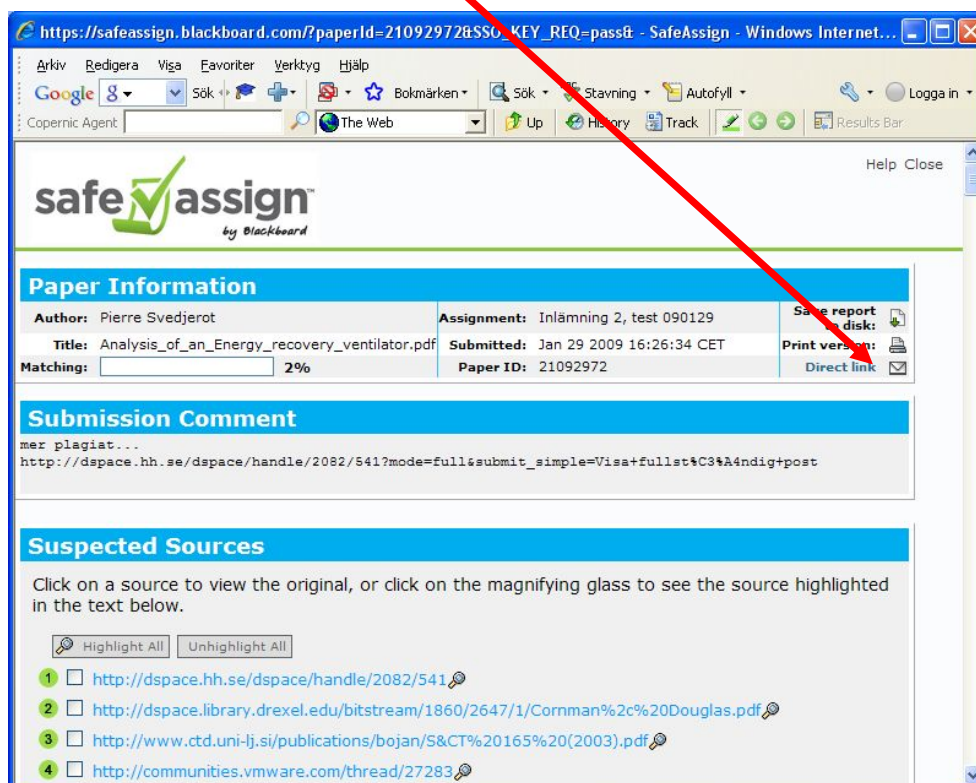 https://safeassign.blackboard.com/?paperId=21092972&SSO_KEY_REQ=pass& - SafeAssign - Windows Internet...
Arkiv Redigera Visa Favoriter Verktyg Hjälp
Google Sök Bokmärken Sök Stavning Autofyll Logga in
Copernic Agent The Web Up History Track Results Bar
Help Close
safe assign™
by Blackboard
Paper Information
Author: Pierre Svedjerot Assignment: Inlämning 2, test 090129 Save report to disk:
Title: Analysis_of_an_Energy_recovery_ventilator.pdf Submitted: Jan 29 2009 16:26:34 CET Print version:
Matching: 2% Paper ID: 21092972 Direct link
Submission Comment
mer plagiat...
http://dspace.hh.se/dspace/handle/2082/541?mode=full&submit_simple=Visa+fullst%C3%A4ndig+post
Suspected Sources
Click on a source to view the original, or click on the magnifying glass to see the source highlighted
in the text below.
Highlight All Unhighlight All
1 http://dspace.hh.se/dspace/handle/2082/541
2 http://dspace.library.drexel.edu/bitstream/1860/2647/1/Cornman%2c%20Douglas.pdf
3 http://www.ctd.uni-lj.si/publications/bojan/S&CT%20165%20(2003).pdf
4 http://communities.vmware.com/thread/27283